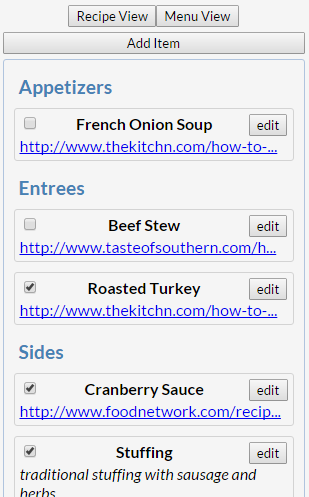 Recipe View Menu View
Add Item
Appetizers
French Onion Soup edit
http://www.thekitchn.com/how-to-...
Entrees
Beef Stew edit
http://www.tasteofsouthern.com/h...
Roasted Turkey edit
http://www.thekitchn.com/how-to-...
Sides
Cranberry Sauce edit
http://www.foodnetwork.com/recip...
Stuffing edit
traditional stuffing with sausage and
herbs